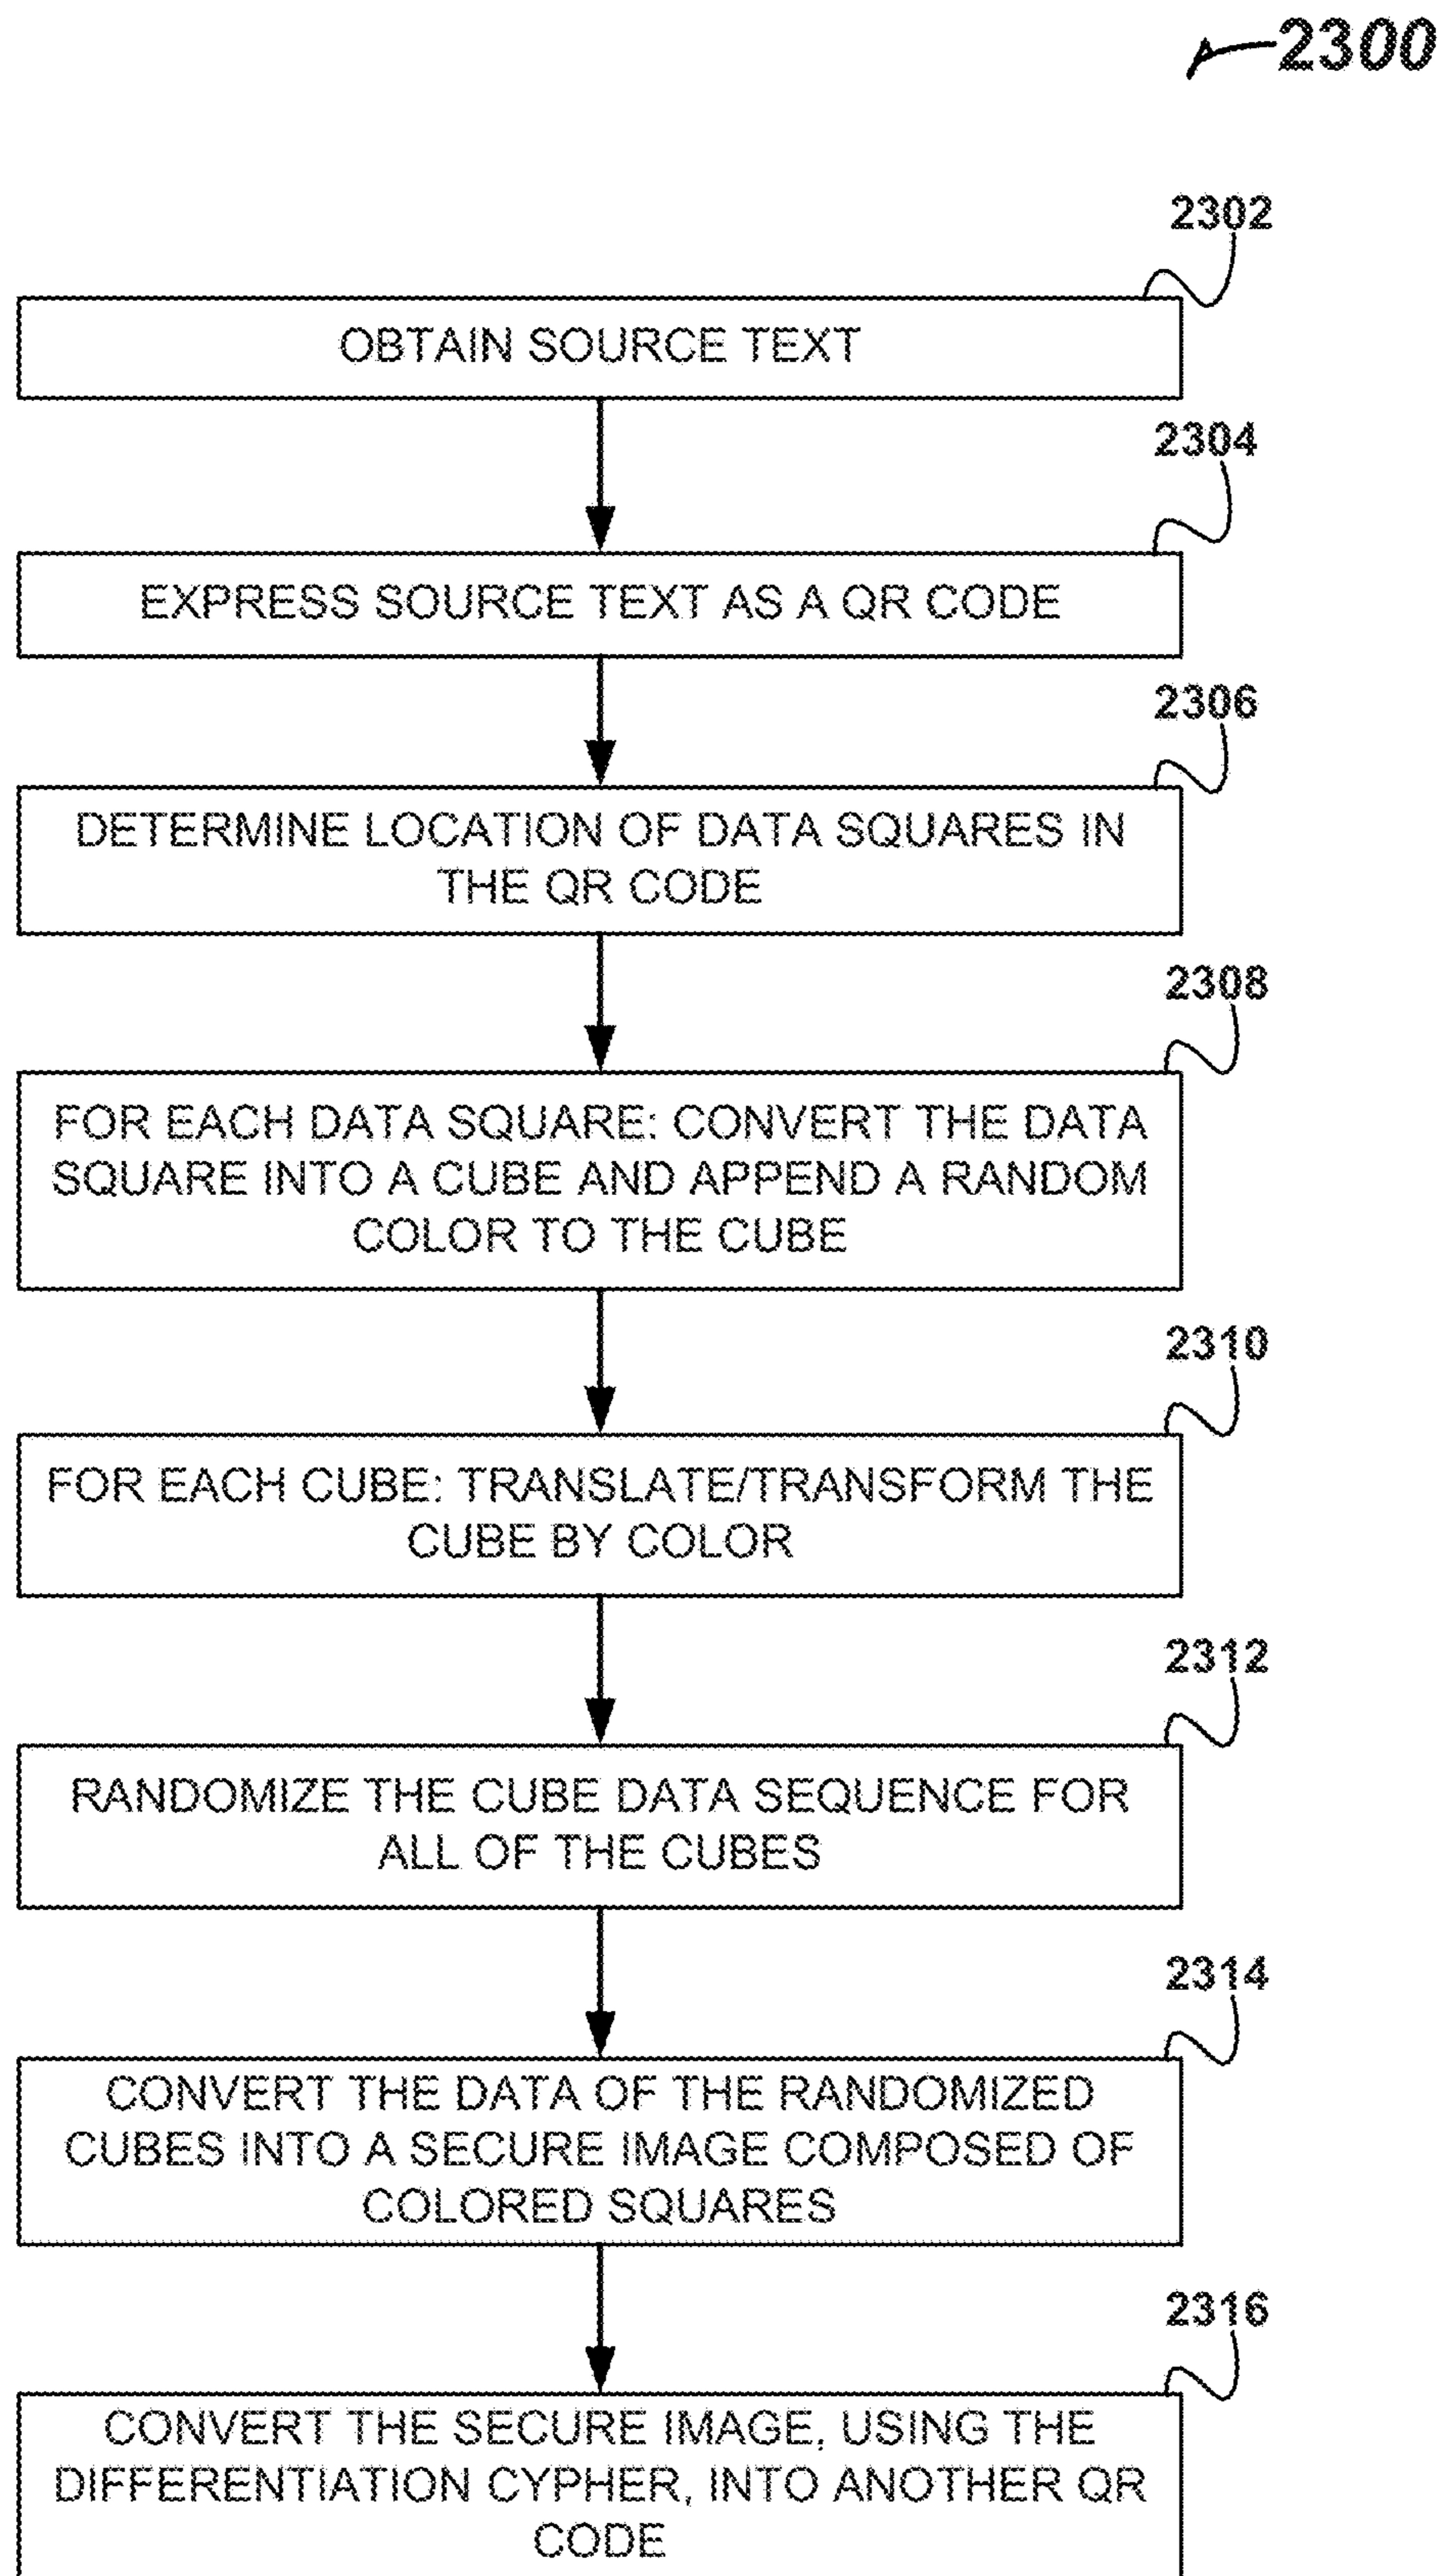 2300
2302
OBTAIN SOURCE TEXT
2304
EXPRESS SOURCE TEXT AS A QR CODE
2306
DETERMINE LOCATION OF DATA SQUARES IN
THE QR CODE
2308
FOR EACH DATA SQUARE: CONVERT THE DATA
SQUARE INTO A CUBE AND APPEND A RANDOM
COLOR TO THE CUBE
2310
FOR EACH CUBE: TRANSLATE/TRANSFORM THE
CUBE BY COLOR
2312
RANDOMIZE THE CUBE DATA SEQUENCE FOR
ALL OF THE CUBES
2314
CONVERT THE DATA OF THE RANDOMIZED
CUBES INTO A SECURE IMAGE COMPOSED OF
COLORED SQUARES
2316
CONVERT THE SECURE IMAGE, USING THE
DIFFERENTIATION CYPHER, INTO ANOTHER QR
CODE